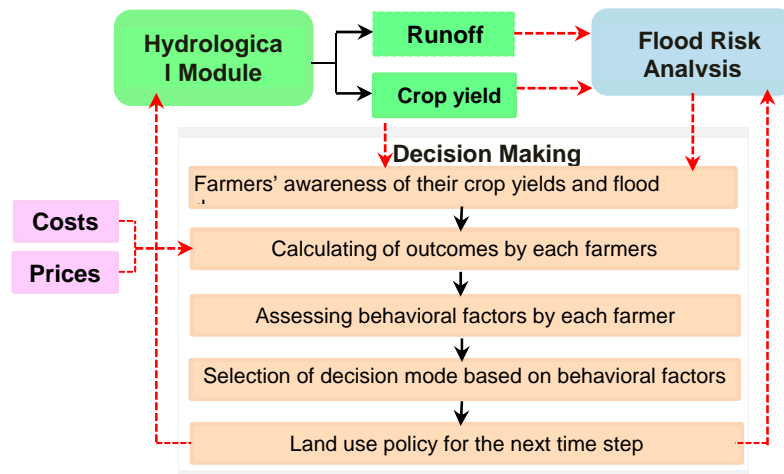 Hydrologica
l Module
Runoff
Crop yield
Flood Risk
Analysis
Decision Making
Farmers' awareness of their crop yields and flood
Costs
Prices
Calculating of outcomes by each farmers
Assessing behavioral factors by each farmer
Selection of decision mode based on behavioral factors
Land use policy for the next time step